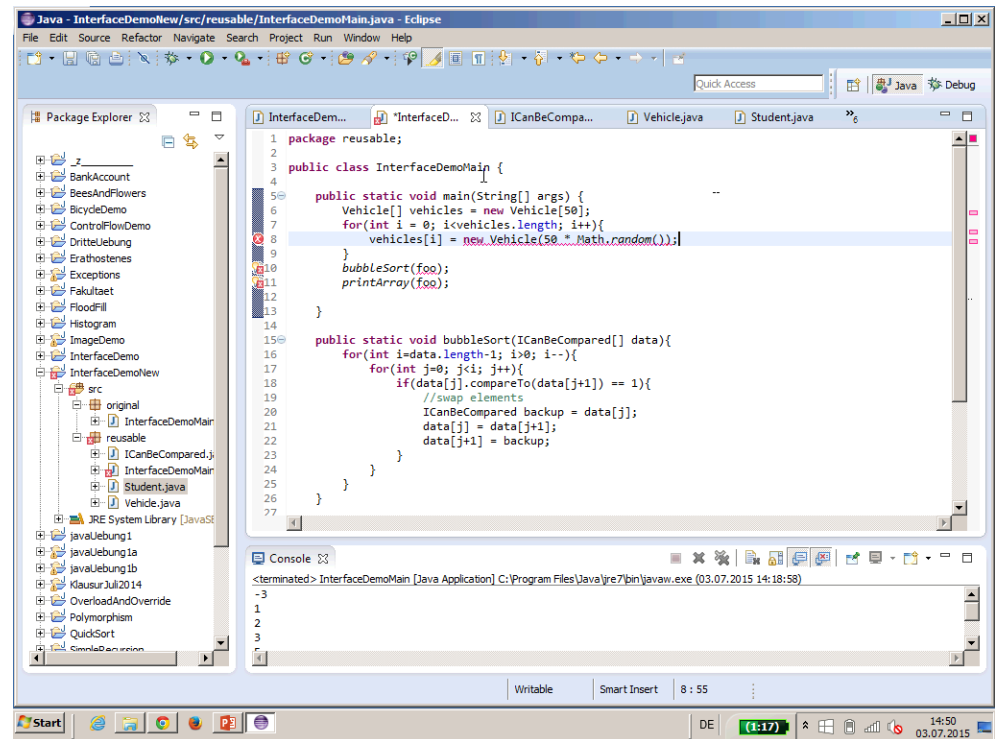 Java - InterfaceDemoNew/src/reusable/InterfaceDemoMain.java - Eclipse
File Edit Source Refactor Navigate Search Project Run Window Help
Quick Access
Java
Debug
Package Explorer
_z_________
BankAccount
BeesAndFlowers
BicycleDemo
ControlFlowDemo
DritteUebung
Erathostenes
Exceptions
Fakultaet
FloodFill
Histogram
ImageDemo
InterfaceDemo
InterfaceDemoNew
src
original
InterfaceDemoMain
reusable
ICanBeCompared.j
InterfaceDemoMain
Student.java
Vehicle.java
JRE System Library [JavaSE
javaUebung1
javaUebung1a
javaUebung1b
KlausurJuli2014
OverloadAndOverride
Polymorphism
QuickSort
SimpleRecursion
InterfaceDem... *InterfaceD... ICanBeCompa... Vehicle.java Student.java »6
1 package reusable;
2
3 public class InterfaceDemoMain {
4
5 public static void main(String[] args) {
6 Vehicle[] vehicles = new Vehicle[50];
7 for(int i = 0; i<vehicles.length; i++){
8 vehicles[i] = new Vehicle(50 * Math.random());
9 }
10 bubbleSort(foo);
11 printArray(foo);
12
13 }
14
15 public static void bubbleSort(ICanBeCompared[] data){
16 for(int i=data.length-1; i>0; i--){
17 for(int j=0; j<i; j++){
18 if(data[j].compareTo(data[j+1]) == 1){
19 //swap elements
20 ICanBeCompared backup = data[j];
21 data[j] = data[j+1];
22 data[j+1] = backup;
23 }
24 }
25 }
26 }
27
Console
<terminated> InterfaceDemoMain [Java Application] C:\Program Files\Java\jre7\bin\javaw.exe (03.07.2015 14:18:58)
-3
1
2
3
Writable Smart Insert 8 : 55
Start
DE (1:17) 14:50
03.07.2015